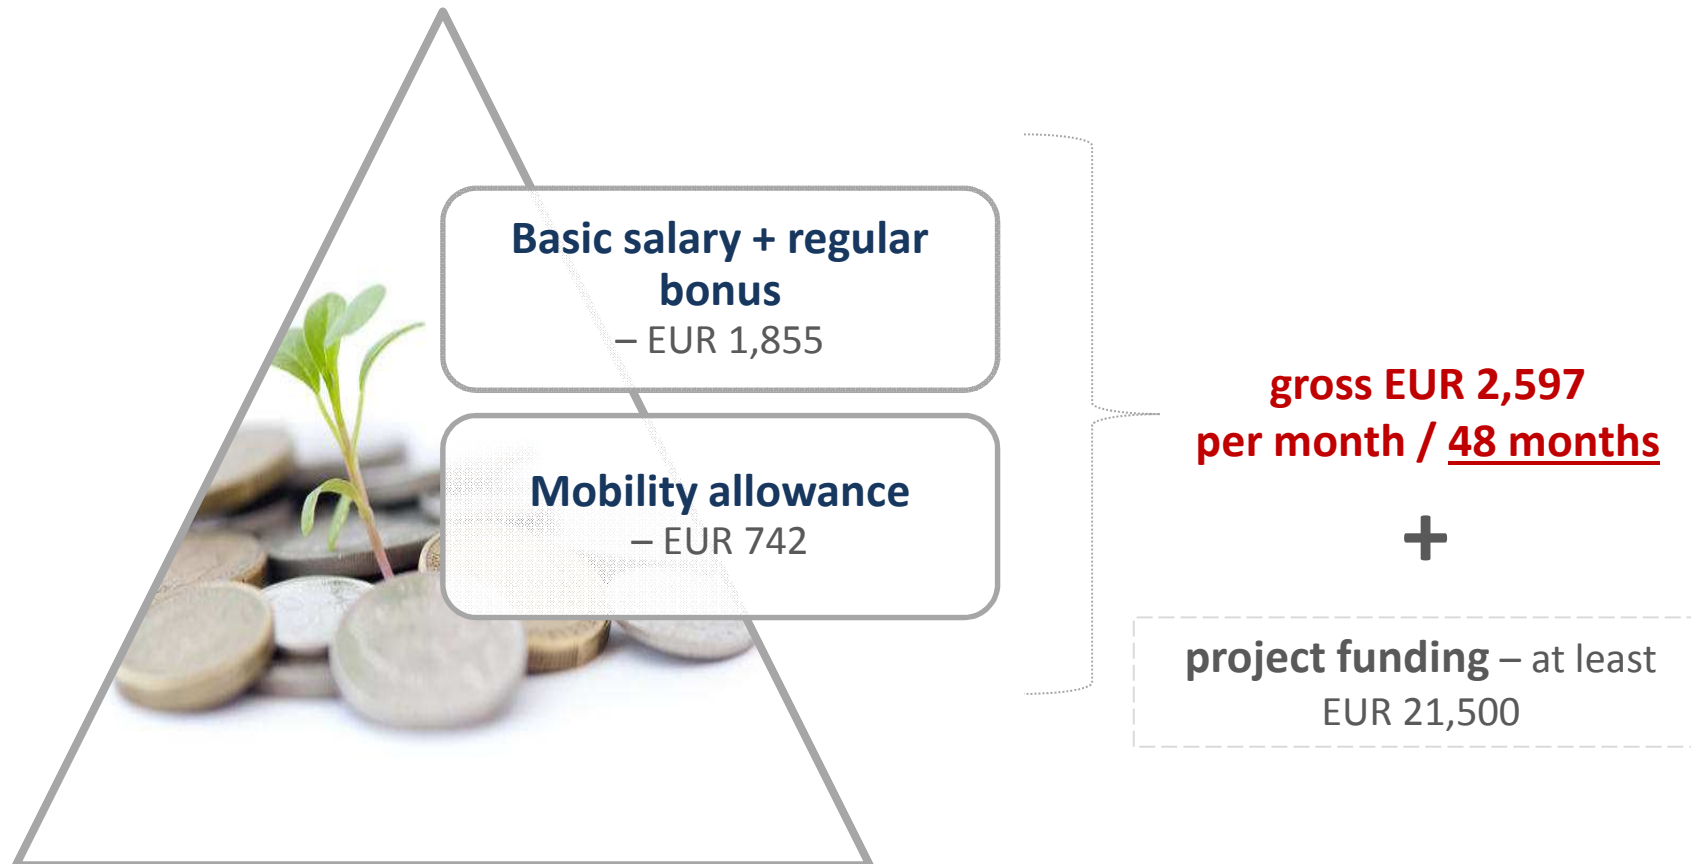 Basic salary + regular
bonus
– EUR 1,855
Mobility allowance
– EUR 742
gross EUR 2,597
per month / 48 months
+
project funding – at least
EUR 21,500